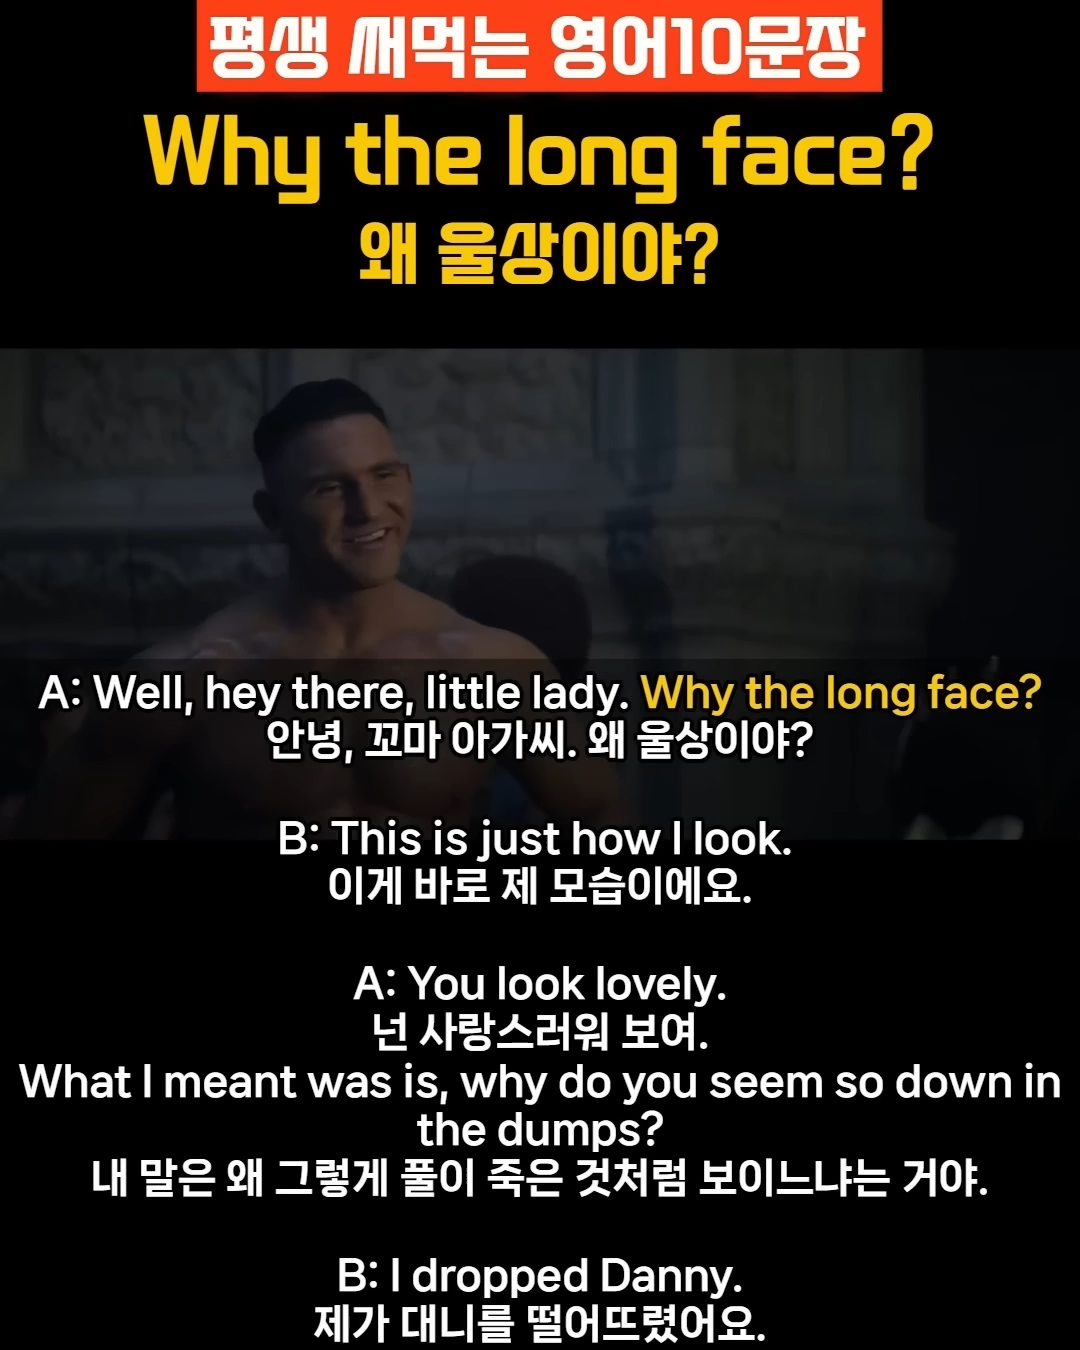 평생 써먹는 영어10문장
Why the long face?
왜 울상이야?
A: Well, hey there, little lady. Why the long face?
안녕, 꼬마 아가씨. 왜 울상이야?
B: This is just how I look.
이게 바로 제 모습이에요.
A: You look lovely.
넌 사랑스러워 보여.
What I meant was is, why do you seem so down in
the dumps?
내 말은 왜 그렇게 풀이 죽은 것처럼 보이느냐는 거야.
B: I dropped Danny.
제가 대니를 떨어뜨렸어요.